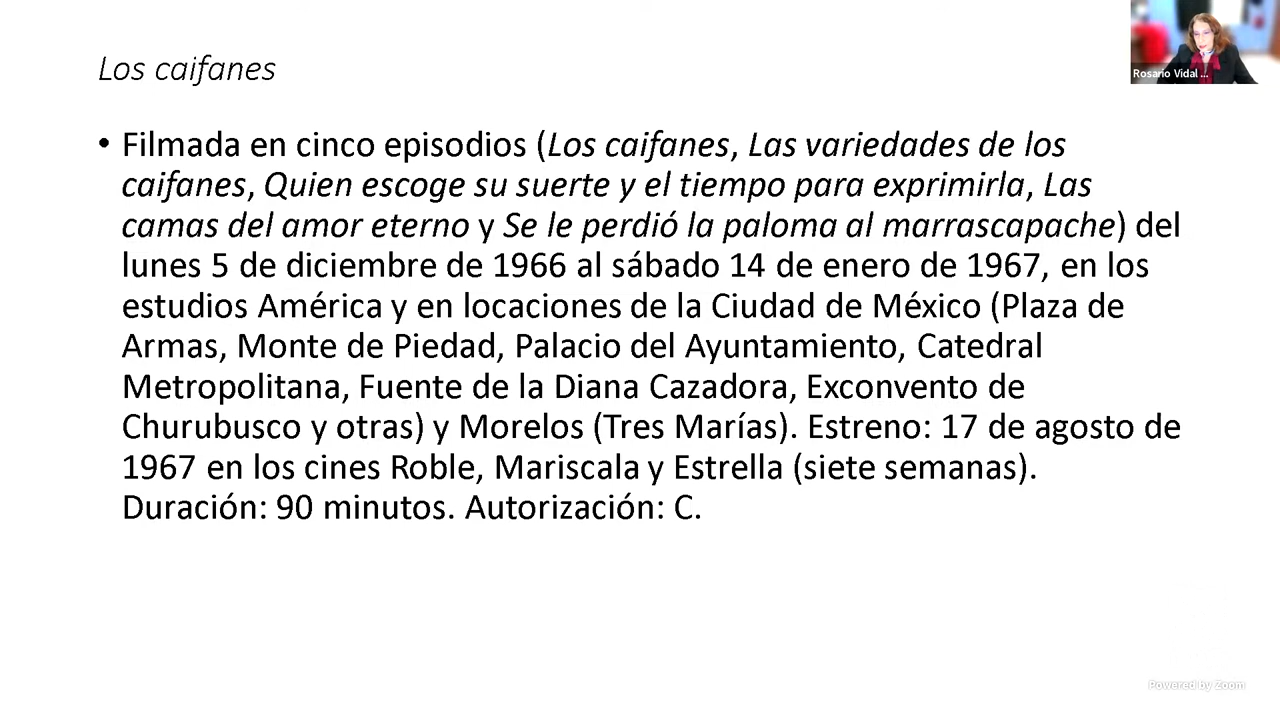 Los caifanes
Rosario Vidal ...
• Filmada en cinco episodios (Los caifanes, Las variedades de los
caifanes, Quien escoge su suerte y el tiempo para exprimirla, Las
camas del amor eterno y Se le perdió la paloma al marrascapache) del
lunes 5 de diciembre de 1966 al sábado 14 de enero de 1967, en los
estudios América y en locaciones de la Ciudad de México (Plaza de
Armas, Monte de Piedad, Palacio del Ayuntamiento, Catedral
Metropolitana, Fuente de la Diana Cazadora, Exconvento de
Churubusco y otras) y Morelos (Tres Marías). Estreno: 17 de agosto de
1967 en los cines Roble, Mariscala y Estrella (siete semanas).
Duración: 90 minutos. Autorización: C.
Powered by Zoom